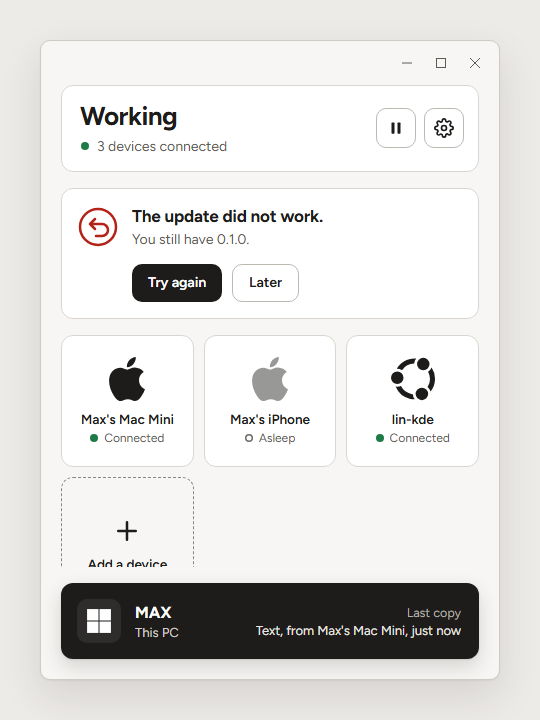 Working
3 devices connected
The update did not work.
You still have 0.1.0.
Try again
Later
Max's Mac Mini
Connected
Max's iPhone
Asleep
lin-kde
Connected
Add a device
MAX
This PC
Last copy
Text, from Max's Mac Mini, just now